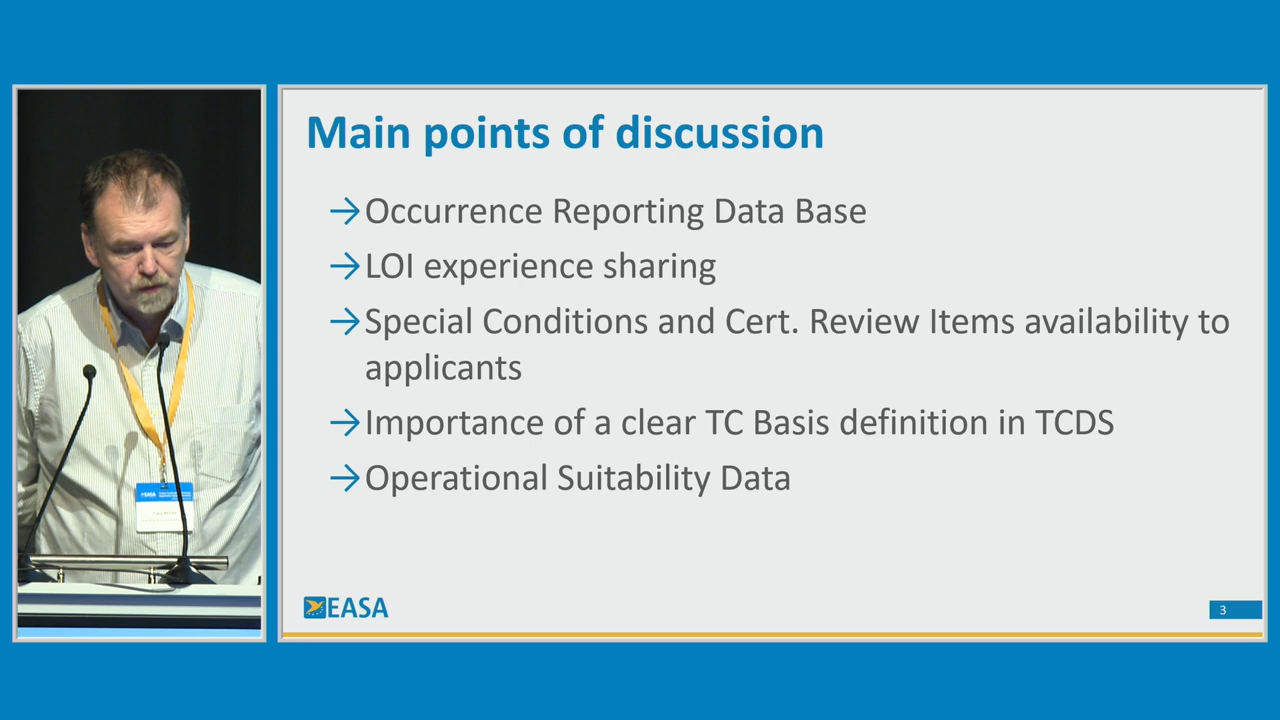 Main points of discussion
→Occurrence Reporting Data Base
→LOI experience sharing
→Special Conditions and Cert. Review Items availability to
applicants
→Importance of a clear TC Basis definition in TCDS
→Operational Suitability Data
EASA
3
EASA